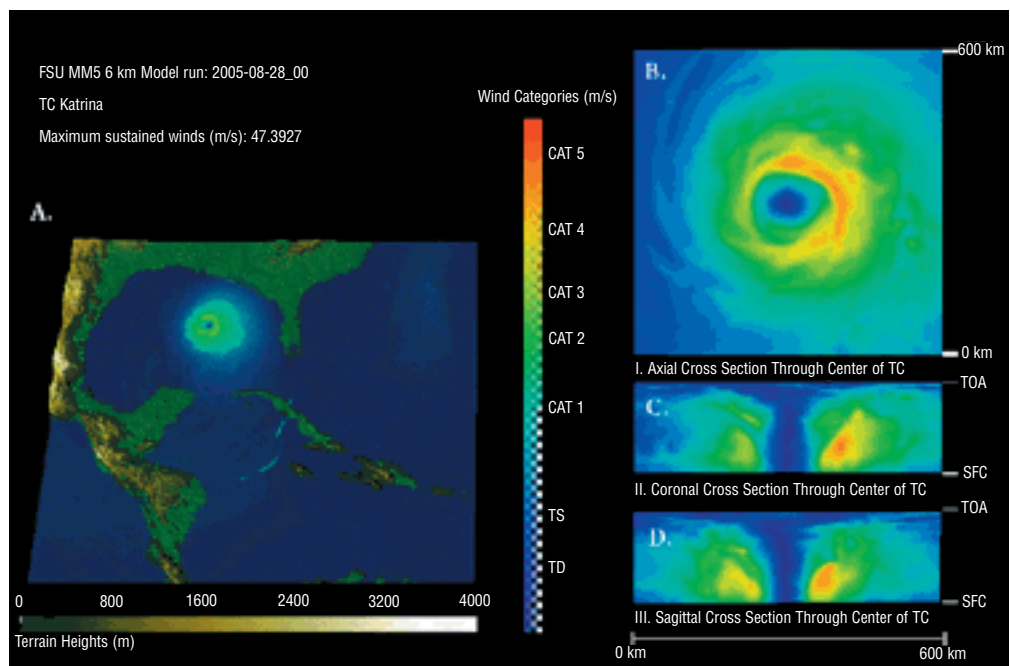 FSU MM5 6 km Model run: 2005-08-28_00
TC Katrina
Maximum sustained winds (m/s): 47.3927
A.
0 800 1600 2400 3200 4000
Terrain Heights (m)
Wind Categories (m/s)
CAT 5
CAT 4
CAT 3
CAT 2
CAT 1
TS
TD
B.
600 km
0 km
I. Axial Cross Section Through Center of TC
C.
TOA
SFC
II. Coronal Cross Section Through Center of TC
D.
TOA
SFC
III. Sagittal Cross Section Through Center of TC
0 km 600 km